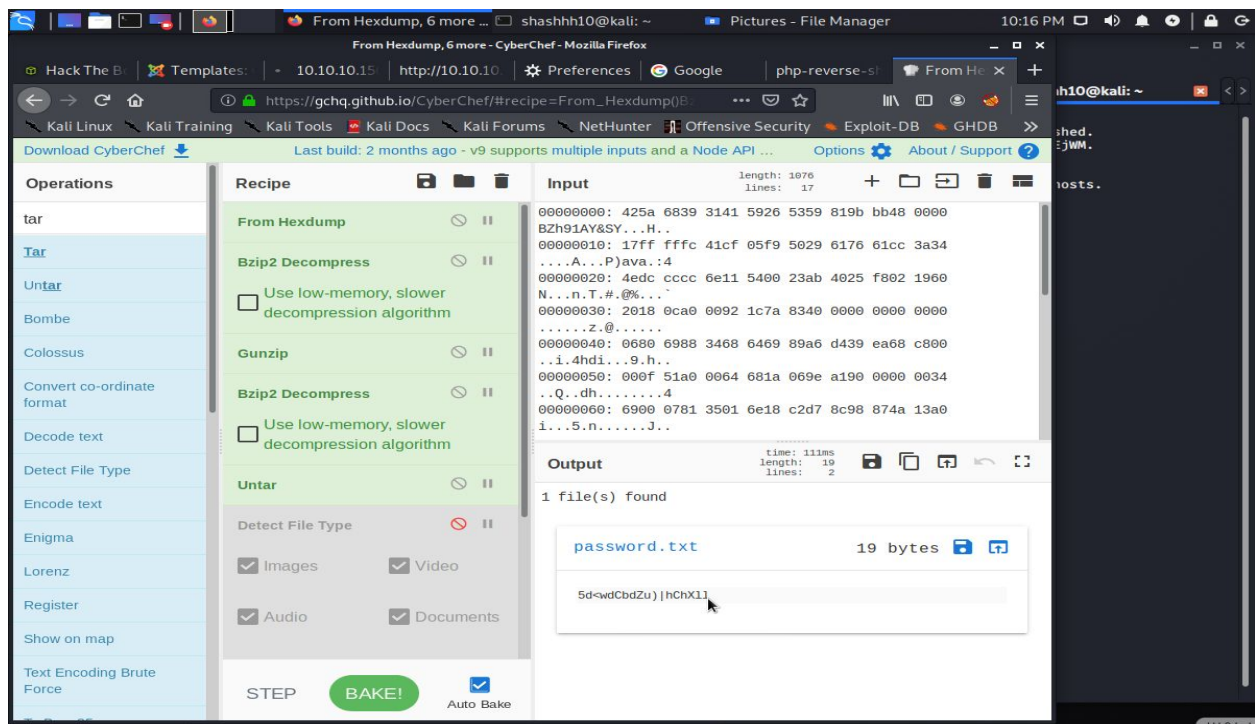 From Hexdump, 6 more ...
shashhh10@kali: ~
Pictures - File Manager
10:16 PM
From Hexdump, 6 more - CyberChef - Mozilla Firefox
Hack The B
Templates:
10.10.10.15
http://10.10.10.
Preferences
Google
php-reverse-sh
From He
https://gchq.github.io/CyberChef/#recipe=From_Hexdump()B
Kali Linux
Kali Training
Kali Tools
Kali Docs
Kali Forums
NetHunter
Offensive Security
Exploit-DB
GHDB
Download CyberChef
Last build: 2 months ago - v9 supports multiple inputs and a Node API ...
Options
About / Support
Operations
tar
Tar
Untar
Bombe
Colossus
Convert co-ordinate
format
Decode text
Detect File Type
Encode text
Enigma
Lorenz
Register
Show on map
Text Encoding Brute
Force
Recipe
From Hexdump
Bzip2 Decompress
Use low-memory, slower
decompression algorithm
Gunzip
Bzip2 Decompress
Use low-memory, slower
decompression algorithm
Untar
Detect File Type
Images
Video
Audio
Documents
STEP
BAKE!
Auto Bake
Input
length: 1076
lines: 17
00000000: 425a 6839 3141 5926 5359 819b bb48 0000
BZh91AY&SY...H..
00000010: 17ff fffc 41cf 05f9 5029 6176 61cc 3a34
....A...P)ava.:4
00000020: 4edc cccc 6e11 5400 23ab 4025 f802 1960
N...n.T.#.@%...`
00000030: 2018 0ca0 0092 1c7a 8340 0000 0000 0000
......z.@......
00000040: 0680 6988 3468 6469 89a6 d439 ea68 c800
..i.4hdi...9.h..
00000050: 000f 51a0 0064 681a 069e a190 0000 0034
..Q..dh........4
00000060: 6900 0781 3501 6e18 c2d7 8c98 874a 13a0
i...5.n......J..
Output
time: 111ms
length: 19
lines: 2
1 file(s) found
password.txt
19 bytes
5d<wdCbdZu)|hChXll
h10@kali: ~
shed.
EjWM.
hosts.